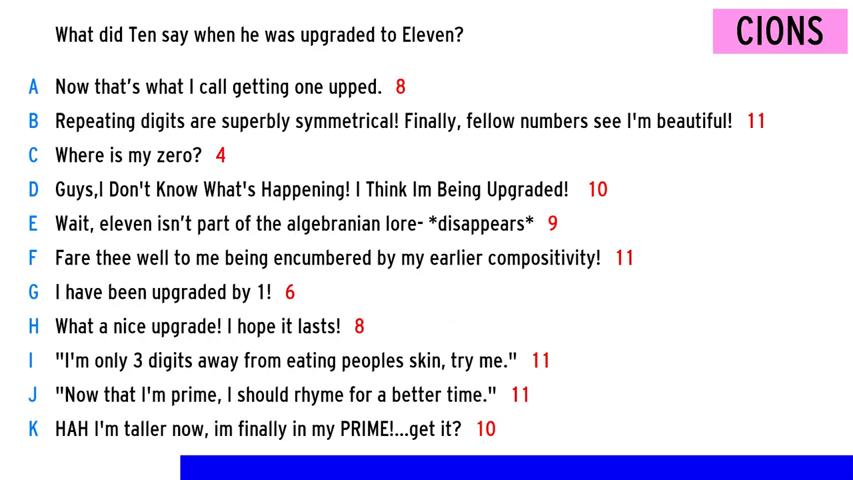 What did Ten say when he was upgraded to Eleven?
CIONS
A Now that's what I call getting one upped. 8
B Repeating digits are superbly symmetrical! Finally, fellow numbers see I'm beautiful! 11
C Where is my zero? 4
D Guys,I Don't Know What's Happening! I Think Im Being Upgraded! 10
E Wait, eleven isn't part of the algebranian lore- *disappears* 9
F Fare thee well to me being encumbered by my earlier compositivity! 11
G I have been upgraded by 1! 6
H What a nice upgrade! I hope it lasts! 8
I "I'm only 3 digits away from eating peoples skin, try me." 11
J "Now that I'm prime, I should rhyme for a better time." 11
K HAH I'm taller now, im finally in my PRIME!...get it? 10